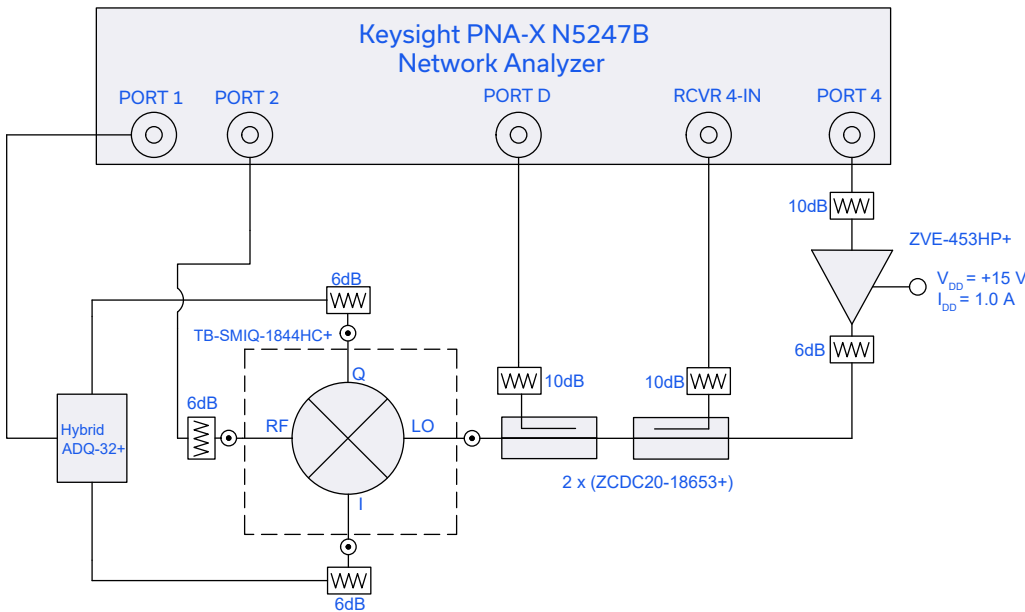 Keysight PNA-X N5247B
Network Analyzer
PORT 1
PORT 2
PORT D
RCVR 4-IN
PORT 4
10dB
ZVE-453HP+
V_DD = +15 V
I_DD = 1.0 A
6dB
6dB
TB-SMIQ-1844HC+
Q
10dB
10dB
6dB
RF
LO
Hybrid
ADQ-32+
I
2 x (ZCDC20-18653+)
6dB